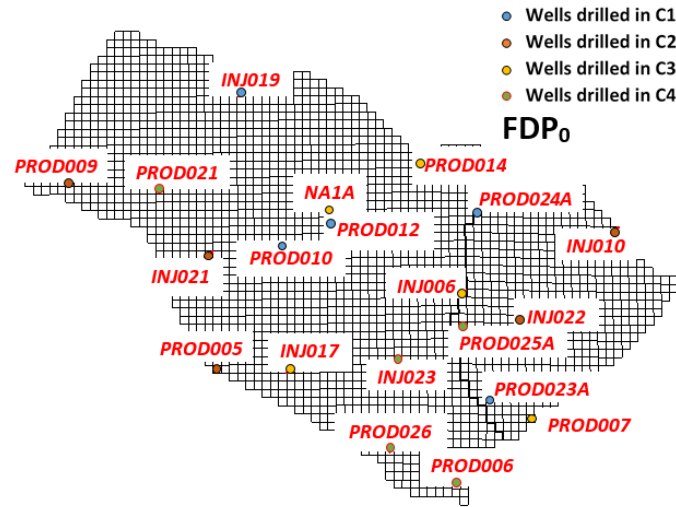 Wells drilled in C1
Wells drilled in C2
Wells drilled in C3
Wells drilled in C4
FDP₀
INJ019
PROD009
PROD021
PROD014
NA1A
PROD024A
PROD012
INJ010
PROD010
INJ021
INJ006
INJ022
PROD005
INJ017
PROD025A
INJ023
PROD023A
PROD026
PROD007
PROD006